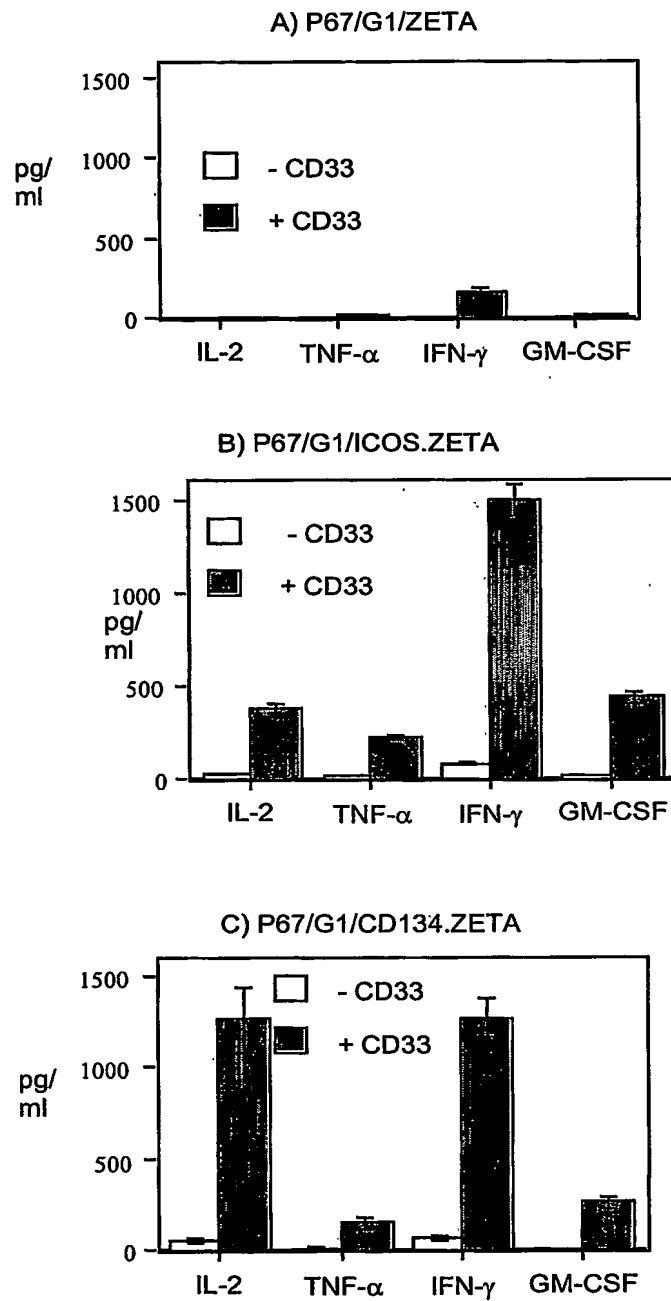 A) P67/G1/ZETA
1500
1000
500
0
pg/
ml
- CD33
+ CD33
IL-2 TNF-α IFN-γ GM-CSF
B) P67/G1/ICOS.ZETA
1500
1000
500
0
pg/
ml
- CD33
+ CD33
IL-2 TNF-α IFN-γ GM-CSF
C) P67/G1/CD134.ZETA
1500
1000
500
0
pg/
ml
- CD33
+ CD33
IL-2 TNF-α IFN-γ GM-CSF